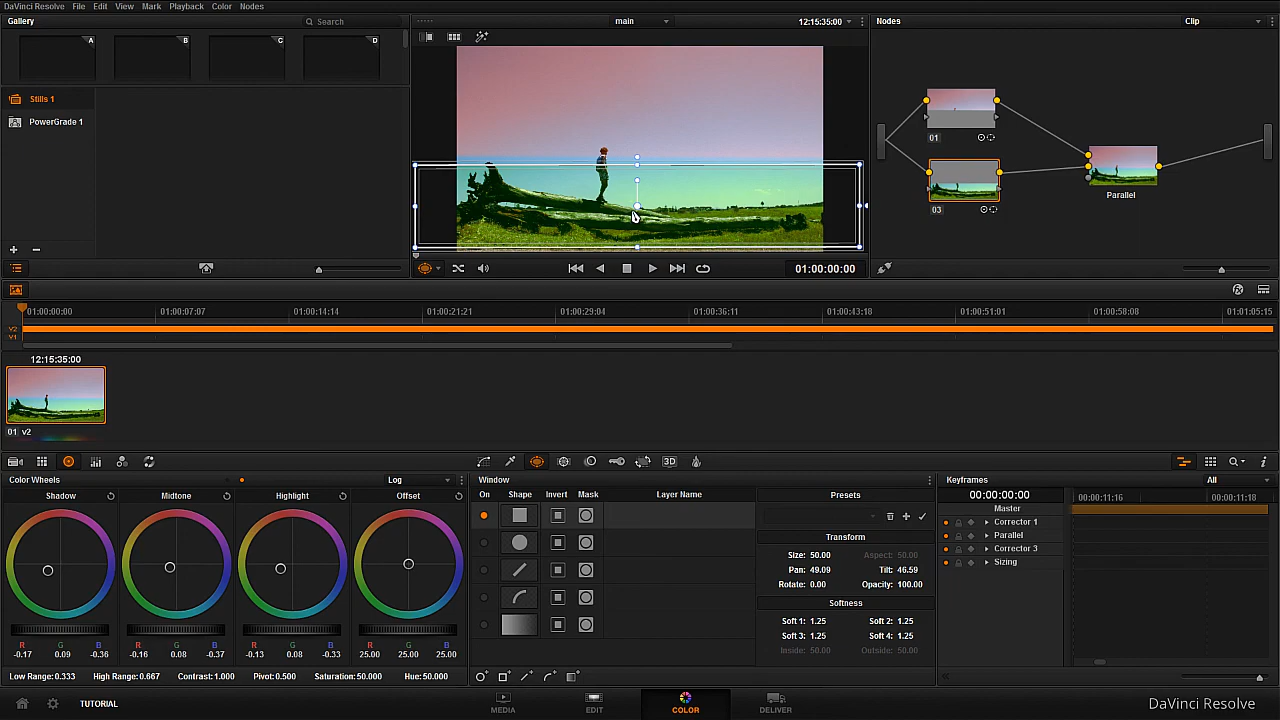 DaVinci Resolve File Edit View Mark Playback Color Nodes
Gallery Search main 12:15:35:00 Nodes Clip
A B C D
Stills 1
PowerGrade 1
01
03
Parallel
01:00:00:00
01:00:00:00 01:00:07:07 01:00:14:14 01:00:21:21 01:00:29:04 01:00:36:11 01:00:43:18 01:00:51:01 01:00:58:08 01:01:05:15
V2
V1
12:15:35:00
01 v2
3D
Color Wheels Log Window Keyframes All
Shadow Midtone Highlight Offset
On Shape Invert Mask Layer Name Presets
00:00:00:00 00:00:11:16 00:00:11:18
Master
Corrector 1
Parallel
Corrector 3
Sizing
Transform
Size: 50.00 Aspect: 50.00
Pan: 49.09 Tilt: 46.59
Rotate: 0.00 Opacity: 100.00
Softness
Soft 1: 1.25 Soft 2: 1.25
Soft 3: 1.25 Soft 4: 1.25
Inside: 50.00 Outside: 50.00
R G B R G B R G B R G B
-0.17 0.09 -0.36 -0.16 0.08 -0.37 -0.13 0.08 -0.33 25.00 25.00 25.00
Low Range: 0.333 High Range: 0.667 Contrast: 1.000 Pivot: 0.500 Saturation: 50.000 Hue: 50.000
TUTORIAL MEDIA EDIT COLOR DELIVER DaVinci Resolve